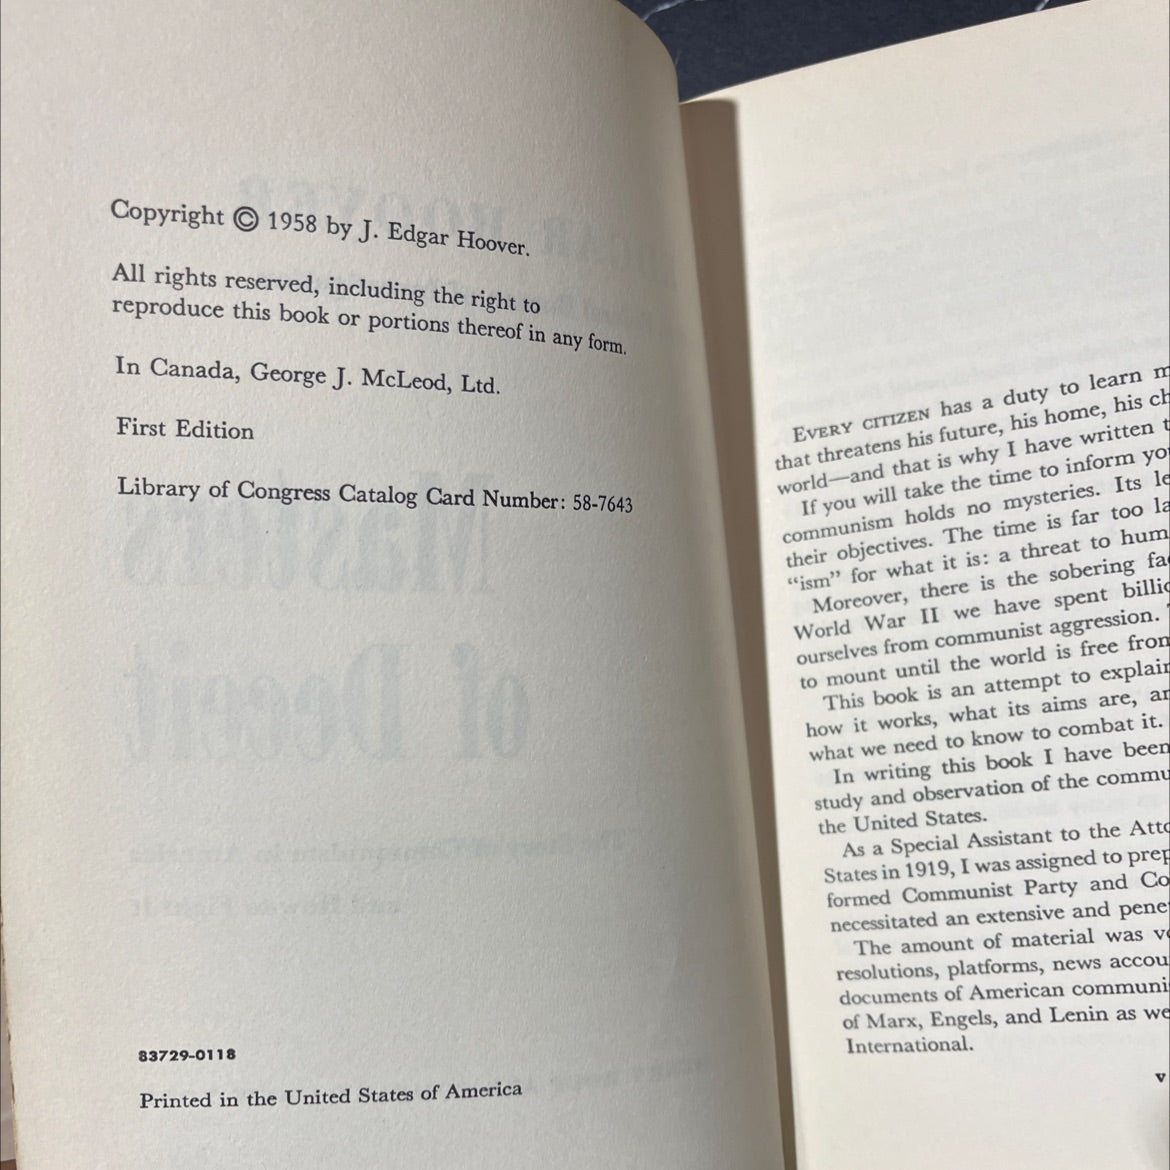 Copyright © 1958 by J. Edgar Hoover.
All rights reserved, including the right to
reproduce this book or portions thereof in any form.
In Canada, George J. McLeod, Ltd.
First Edition
Library of Congress Catalog Card Number: 58-7643
83729-0118
Printed in the United States of America
EVERY CITIZEN has a duty to learn
that threatens his future, his home, his
world—and that is why I have written
If you will take the time to inform
communism holds no mysteries. Its
their objectives. The time is far too
“ism” for what it is: a threat to
Moreover, there is the sobering
World War II we have spent
ourselves from communist aggression.
to mount until the world is free
This book is an attempt to
how it works, what its aims are,
what we need to know to combat it.
In writing this book I have been
study and observation of the
the United States.
As a Special Assistant to the
States in 1919, I was assigned to
formed Communist Party and
necessitated an extensive and
The amount of material was
resolutions, platforms, news
documents of American
of Marx, Engels, and Lenin as
International.
v